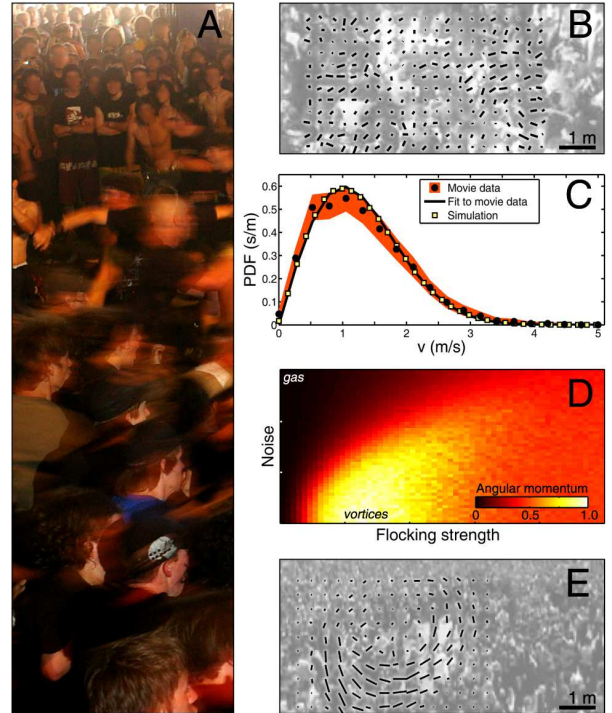 A
B
1 m
C
PDF (s/m)
0.6
0.5
0.4
0.3
0.2
0.1
0
Movie data
Fit to movie data
Simulation
0 1 2 3 4 5
v (m/s)
D
gas
Noise
vortices
Angular momentum
0 0.5 1.0
Flocking strength
E
1 m